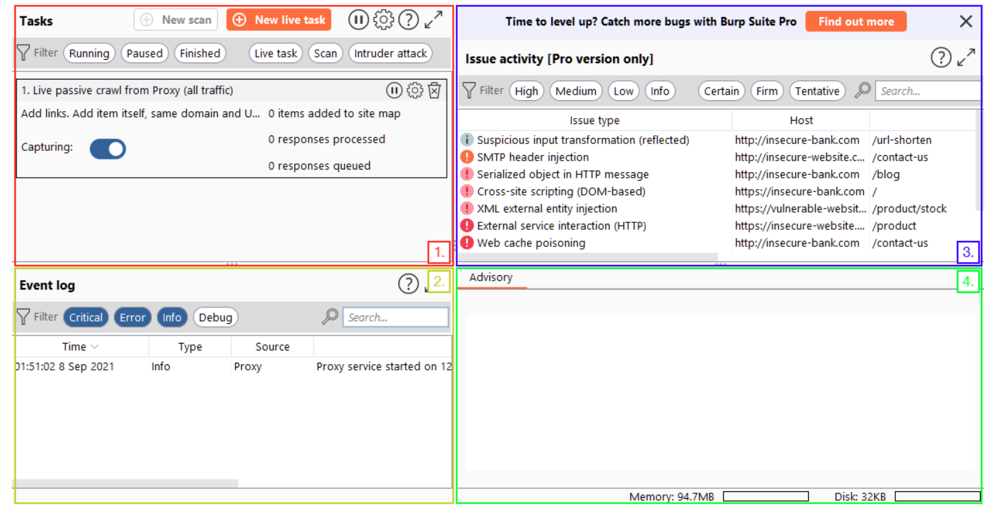 Tasks New scan New live task
Filter Running Paused Finished Live task Scan Intruder attack
1. Live passive crawl from Proxy (all traffic)
Add links. Add item itself, same domain and U... 0 items added to site map
0 responses processed
Capturing:
0 responses queued
1.
Event log 2.
Filter Critical Error Info Debug Search...
Time Type Source
01:51:02 8 Sep 2021 Info Proxy Proxy service started on 12
Time to level up? Catch more bugs with Burp Suite Pro Find out more
Issue activity [Pro version only]
Filter High Medium Low Info Certain Firm Tentative Search...
Issue type Host
Suspicious input transformation (reflected) http://insecure-bank.com /url-shorten
SMTP header injection http://insecure-website.c... /contact-us
Serialized object in HTTP message http://insecure-bank.com /blog
Cross-site scripting (DOM-based) https://insecure-bank.com /
XML external entity injection https://vulnerable-websit... /product/stock
External service interaction (HTTP) https://insecure-website.... /product
Web cache poisoning http://insecure-bank.com /contact-us
3.
Advisory 4.
Memory: 94.7MB Disk: 32KB